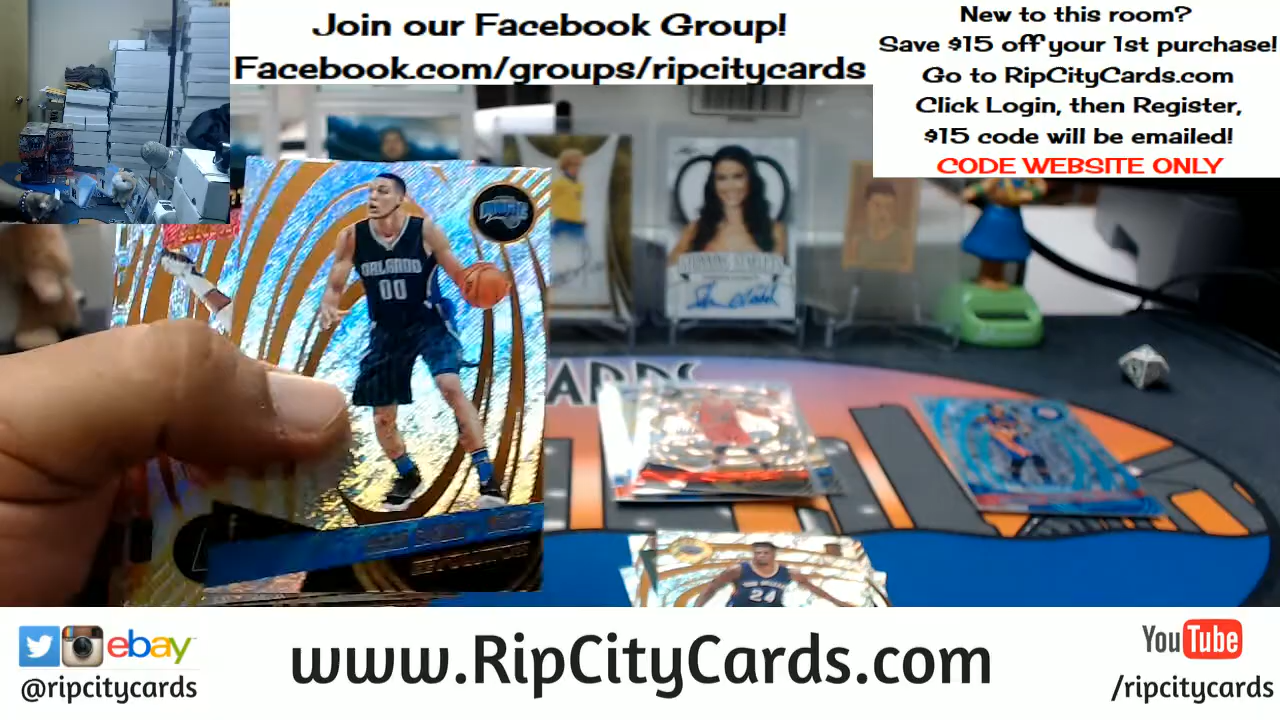 Join our Facebook Group!
Facebook.com/groups/ripcitycards
New to this room?
Save $15 off your 1st purchase!
Go to RipCityCards.com
Click Login, then Register,
$15 code will be emailed!
CODE WEBSITE ONLY
ORLANDO
00
ARDS
24
ebay
@ripcitycards
www.RipCityCards.com
YouTube
/ripcitycards